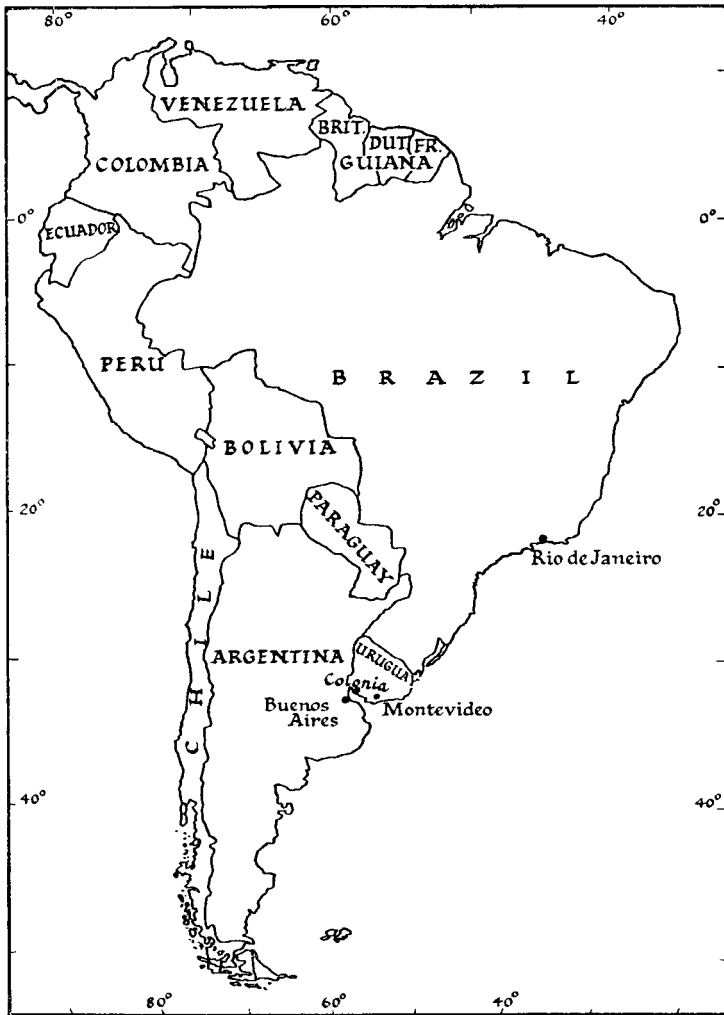 80° 60° 40°
VENEZUELA
BRIT.
DUT. FR.
GUIANA
COLOMBIA
0° 0°
ECUADOR
PERU
BRAZIL
BOLIVIA
PARAGUAY
20° 20°
Rio de Janeiro
CHILE
ARGENTINA
URUGUAY
Colonia
Buenos
Aires
Montevideo
40° 40°
80° 60° 40°